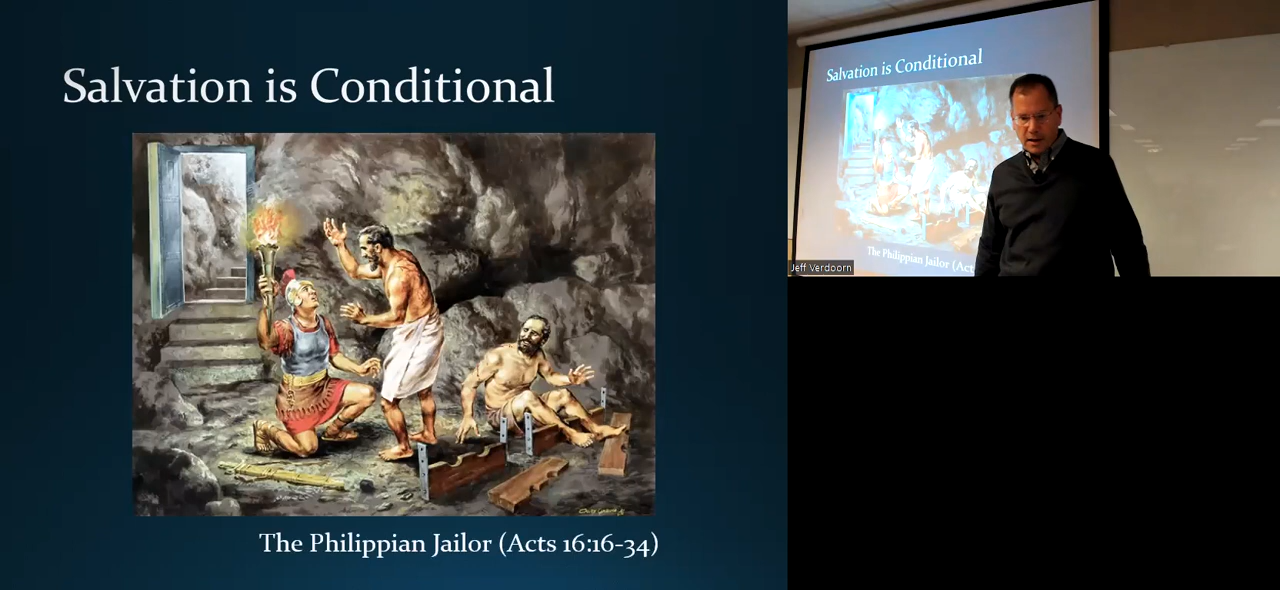 Salvation is Conditional
The Philippian Jailor (Acts 16:16-34)
Salvation is Conditional
The Philippian Jailor (Act
Jeff Verdoorn